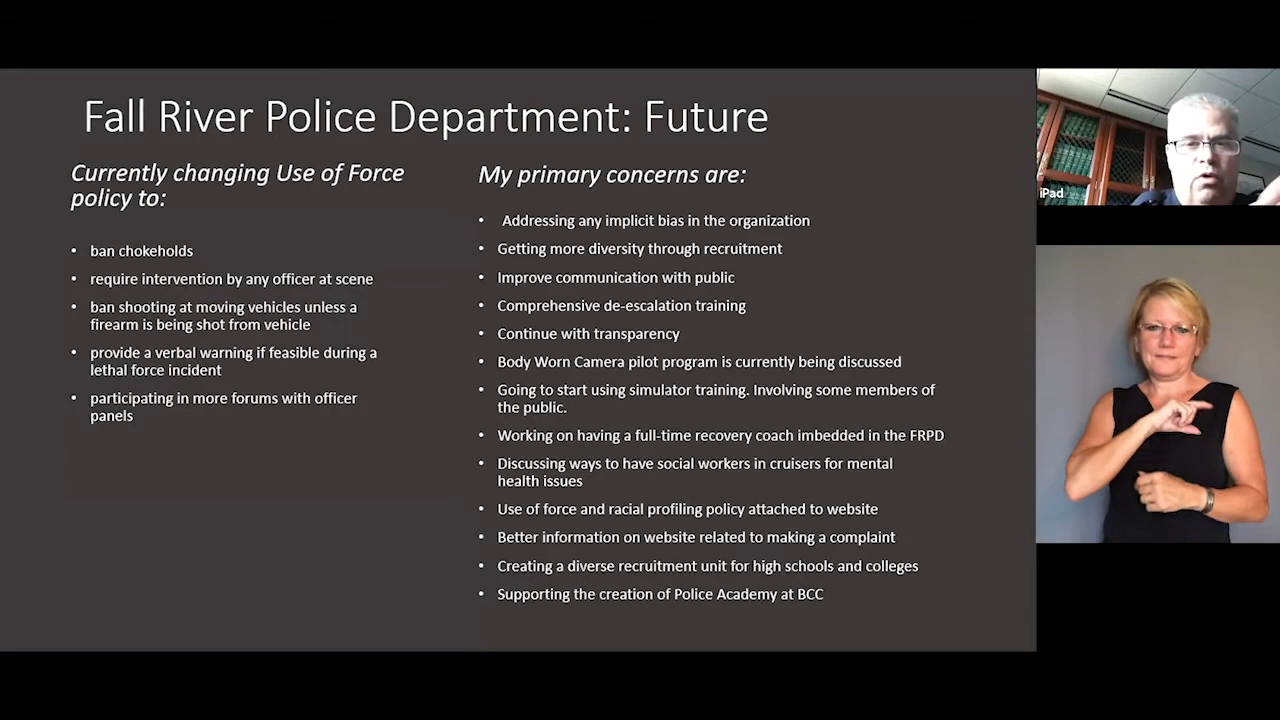 Fall River Police Department: Future
Currently changing Use of Force
policy to:
• ban chokeholds
• require intervention by any officer at scene
• ban shooting at moving vehicles unless a
firearm is being shot from vehicle
• provide a verbal warning if feasible during a
lethal force incident
• participating in more forums with officer
panels
My primary concerns are:
• Addressing any implicit bias in the organization
• Getting more diversity through recruitment
• Improve communication with public
• Comprehensive de-escalation training
• Continue with transparency
• Body Worn Camera pilot program is currently being discussed
• Going to start using simulator training. Involving some members of
the public.
• Working on having a full-time recovery coach imbedded in the FRPD
• Discussing ways to have social workers in cruisers for mental
health issues
• Use of force and racial profiling policy attached to website
• Better information on website related to making a complaint
• Creating a diverse recruitment unit for high schools and colleges
• Supporting the creation of Police Academy at BCC
iPad